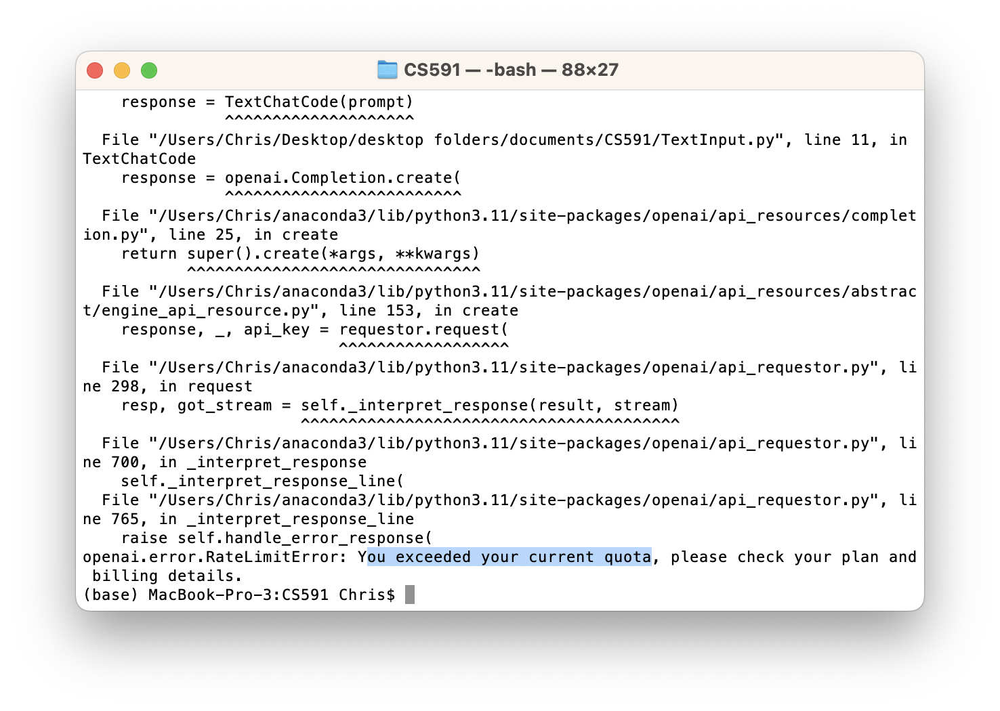 CS591 — -bash — 88×27
    response = TextChatCode(prompt)
               ^^^^^^^^^^^^^^^^^^^^
  File "/Users/Chris/Desktop/desktop folders/documents/CS591/TextInput.py", line 11, in
TextChatCode
    response = openai.Completion.create(
               ^^^^^^^^^^^^^^^^^^^^^^^^^
  File "/Users/Chris/anaconda3/lib/python3.11/site-packages/openai/api_resources/complet
ion.py", line 25, in create
    return super().create(*args, **kwargs)
           ^^^^^^^^^^^^^^^^^^^^^^^^^^^^^^^
  File "/Users/Chris/anaconda3/lib/python3.11/site-packages/openai/api_resources/abstrac
t/engine_api_resource.py", line 153, in create
    response, _, api_key = requestor.request(
                           ^^^^^^^^^^^^^^^^^^
  File "/Users/Chris/anaconda3/lib/python3.11/site-packages/openai/api_requestor.py", li
ne 298, in request
    resp, got_stream = self._interpret_response(result, stream)
                       ^^^^^^^^^^^^^^^^^^^^^^^^^^^^^^^^^^^^^^^^
  File "/Users/Chris/anaconda3/lib/python3.11/site-packages/openai/api_requestor.py", li
ne 700, in _interpret_response
    self._interpret_response_line(
  File "/Users/Chris/anaconda3/lib/python3.11/site-packages/openai/api_requestor.py", li
ne 765, in _interpret_response_line
    raise self.handle_error_response(
openai.error.RateLimitError: You exceeded your current quota, please check your plan and
 billing details.
(base) MacBook-Pro-3:CS591 Chris$